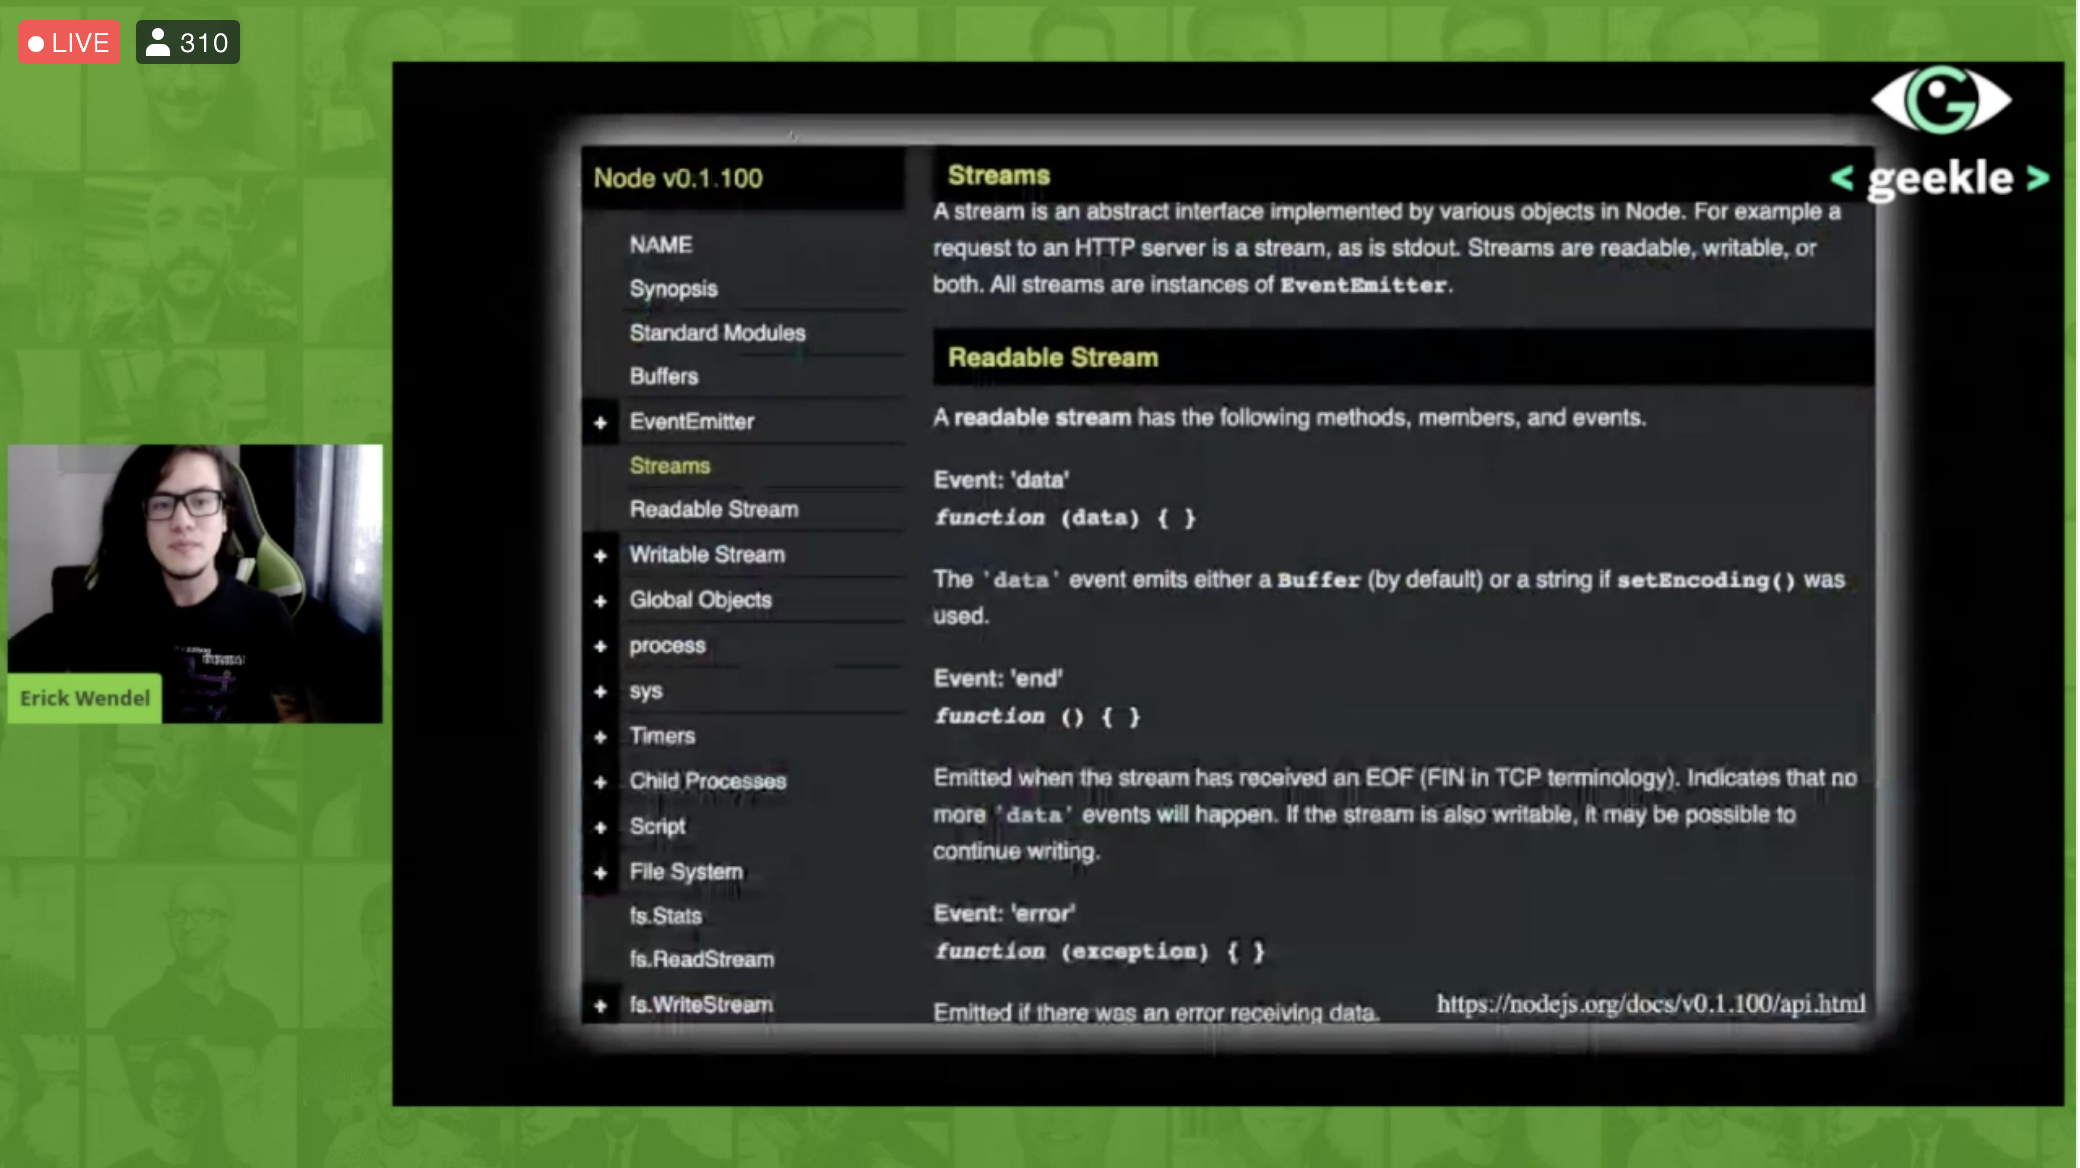 LIVE
310
geekle
Erick Wendel
Node v0.1.100
NAME
Synopsis
Standard Modules
Buffers
+ EventEmitter
Streams
Readable Stream
+ Writable Stream
+ Global Objects
+ process
+ sys
+ Timers
+ Child Processes
+ Script
+ File System
fs.Stats
fs.ReadStream
+ fs.WriteStream
Streams
A stream is an abstract interface implemented by various objects in Node. For example a
request to an HTTP server is a stream, as is stdout. Streams are readable, writable, or
both. All streams are instances of EventEmitter.
Readable Stream
A readable stream has the following methods, members, and events.
Event: 'data'
function (data) { }
The 'data' event emits either a Buffer (by default) or a string if setEncoding() was
used.
Event: 'end'
function () { }
Emitted when the stream has received an EOF (FIN in TCP terminology). Indicates that no
more 'data' events will happen. If the stream is also writable, it may be possible to
continue writing.
Event: 'error'
function (exception) { }
Emitted if there was an error receiving data.
https://nodejs.org/docs/v0.1.100/api.html